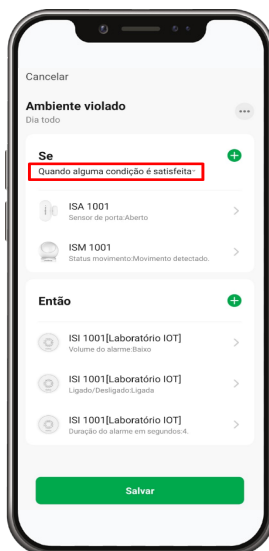 Cancelar
Ambiente violado
Dia todo
Se
Quando alguma condição é satisfeita
ISA 1001
Sensor de porta:Aberto
ISM 1001
Status movimento:Movimento detectado.
Então
ISI 1001[Laboratório IOT]
Volume do alarme:Baixo
ISI 1001[Laboratório IOT]
Ligado/Desligado:Ligada
ISI 1001[Laboratório IOT]
Duração do alarme em segundos:4.
Salvar